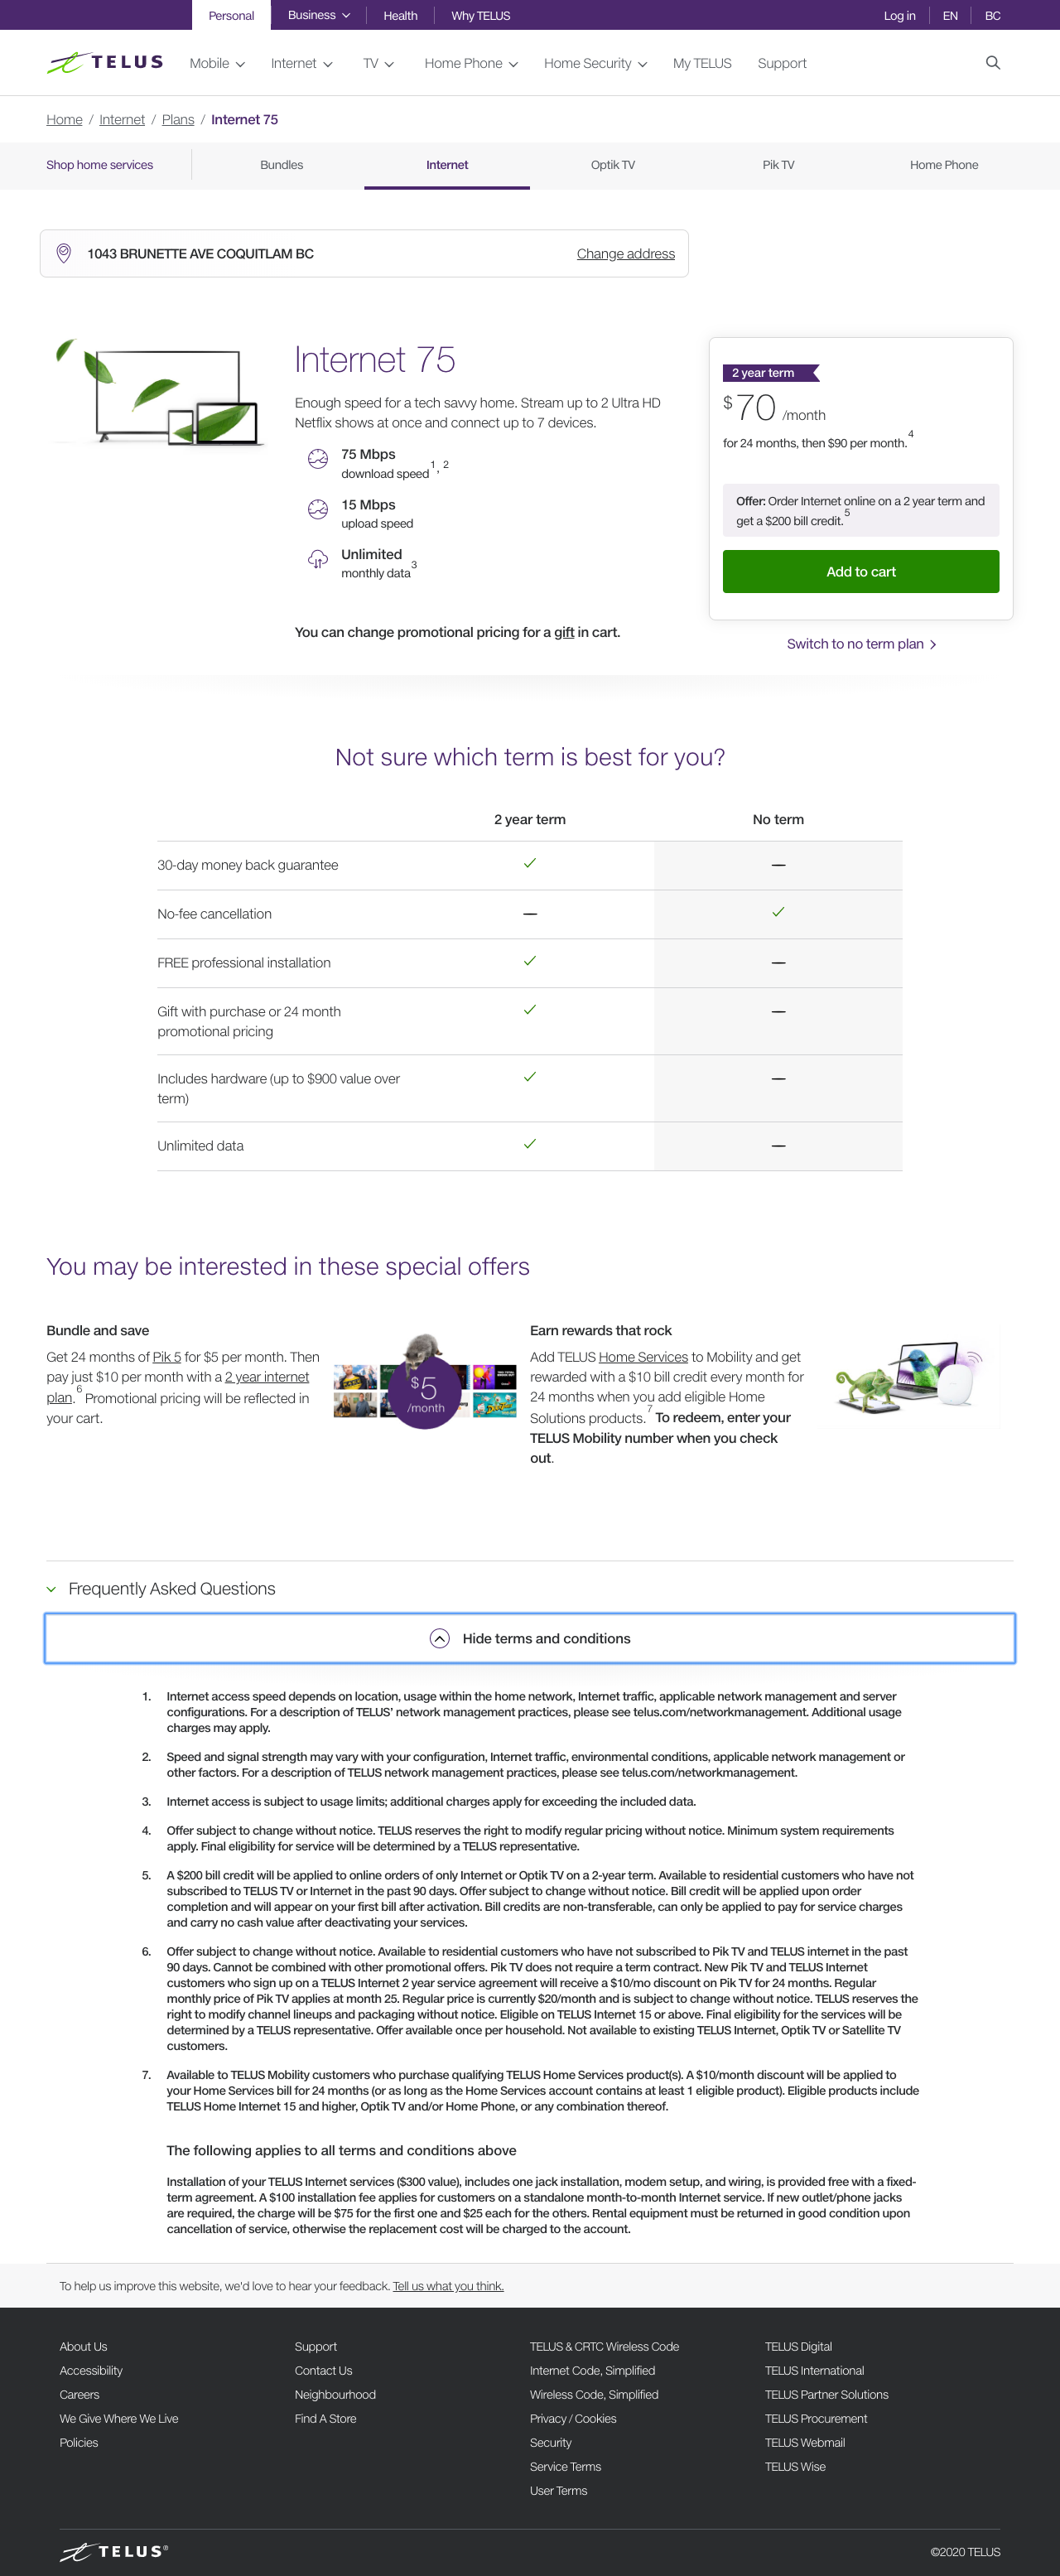 Personal
Business
Health
Why TELUS
Log in
EN
BC
TELUS
Mobile
Internet
TV
Home Phone
Home Security
My TELUS
Support
Home / Internet / Plans / Internet 75
Shop home services
Bundles
Internet
Optik TV
Pik TV
Home Phone
1043 BRUNETTE AVE COQUITLAM BC
Change address
Internet 75
Enough speed for a tech savvy home. Stream up to 2 Ultra HD
Netflix shows at once and connect up to 7 devices.
75 Mbps
download speed1, 2
15 Mbps
upload speed
Unlimited
monthly data3
You can change promotional pricing for a gift in cart.
2 year term
$70 /month
for 24 months, then $90 per month.4
Offer: Order Internet online on a 2 year term and
get a $200 bill credit.5
Add to cart
Switch to no term plan
Not sure which term is best for you?
2 year term
No term
30-day money back guarantee
No-fee cancellation
FREE professional installation
Gift with purchase or 24 month
promotional pricing
Includes hardware (up to $900 value over
term)
Unlimited data
You may be interested in these special offers
Bundle and save
Get 24 months of Pik 5 for $5 per month. Then
pay just $10 per month with a 2 year internet
plan.6 Promotional pricing will be reflected in
your cart.
$5
/month
Earn rewards that rock
Add TELUS Home Services to Mobility and get
rewarded with a $10 bill credit every month for
24 months when you add eligible Home
Solutions products.7 To redeem, enter your
TELUS Mobility number when you check
out.
Frequently Asked Questions
Hide terms and conditions
1. Internet access speed depends on location, usage within the home network, Internet traffic, applicable network management and server
configurations. For a description of TELUS' network management practices, please see telus.com/networkmanagement. Additional usage
charges may apply.
2. Speed and signal strength may vary with your configuration, Internet traffic, environmental conditions, applicable network management or
other factors. For a description of TELUS network management practices, please see telus.com/networkmanagement.
3. Internet access is subject to usage limits; additional charges apply for exceeding the included data.
4. Offer subject to change without notice. TELUS reserves the right to modify regular pricing without notice. Minimum system requirements
apply. Final eligibility for service will be determined by a TELUS representative.
5. A $200 bill credit will be applied to online orders of only Internet or Optik TV on a 2-year term. Available to residential customers who have not
subscribed to TELUS TV or Internet in the past 90 days. Offer subject to change without notice. Bill credit will be applied upon order
completion and will appear on your first bill after activation. Bill credits are non-transferable, can only be applied to pay for service charges
and carry no cash value after deactivating your services.
6. Offer subject to change without notice. Available to residential customers who have not subscribed to Pik TV and TELUS internet in the past
90 days. Cannot be combined with other promotional offers. Pik TV does not require a term contract. New Pik TV and TELUS Internet
customers who sign up on a TELUS Internet 2 year service agreement will receive a $10/mo discount on Pik TV for 24 months. Regular
monthly price of Pik TV applies at month 25. Regular price is currently $20/month and is subject to change without notice. TELUS reserves the
right to modify channel lineups and packaging without notice. Eligible on TELUS Internet 15 or above. Final eligibility for the services will be
determined by a TELUS representative. Offer available once per household. Not available to existing TELUS Internet, Optik TV or Satellite TV
customers.
7. Available to TELUS Mobility customers who purchase qualifying TELUS Home Services product(s). A $10/month discount will be applied to
your Home Services bill for 24 months (or as long as the Home Services account contains at least 1 eligible product). Eligible products include
TELUS Home Internet 15 and higher, Optik TV and/or Home Phone, or any combination thereof.
The following applies to all terms and conditions above
Installation of your TELUS Internet services ($300 value), includes one jack installation, modem setup, and wiring, is provided free with a fixed-
term agreement. A $100 installation fee applies for customers on a standalone month-to-month Internet service. If new outlet/phone jacks
are required, the charge will be $75 for the first one and $25 each for the others. Rental equipment must be returned in good condition upon
cancellation of service, otherwise the replacement cost will be charged to the account.
To help us improve this website, we'd love to hear your feedback. Tell us what you think.
About Us
Accessibility
Careers
We Give Where We Live
Policies
Support
Contact Us
Neighbourhood
Find A Store
TELUS & CRTC Wireless Code
Internet Code, Simplified
Wireless Code, Simplified
Privacy / Cookies
Security
Service Terms
User Terms
TELUS Digital
TELUS International
TELUS Partner Solutions
TELUS Procurement
TELUS Webmail
TELUS Wise
TELUS®
©2020 TELUS